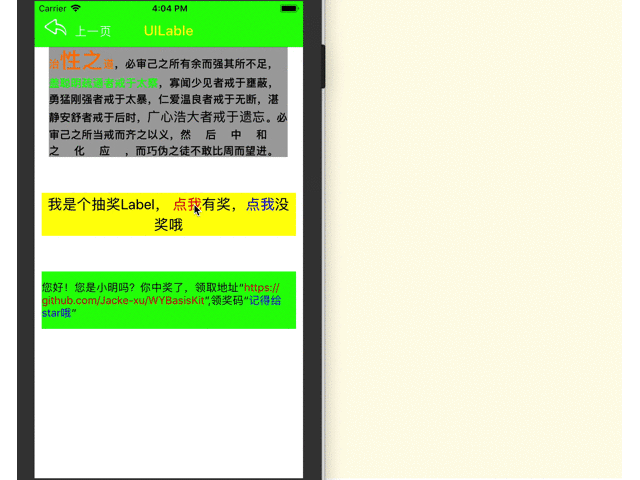 Carrier 4:04 PM
上一页 UILable
性之，必审己之所有余而强其所不足，
，寡闻少见者戒于壅蔽，
勇猛刚强者戒于太暴，仁爱温良者戒于无断，湛
静安舒者戒于后时，广心浩大者戒于遗忘。必
审己之所当戒而齐之以义，然 后 中 和
之 化 应 ，而巧伪之徒不敢比周而望进。
我是个抽奖Label， 点我有奖，点我没
奖哦
您好！您是小明吗？你中奖了，领取地址“https://
github.com/Jacke-xu/WYBasisKit”,领奖码“记得给
star哦”